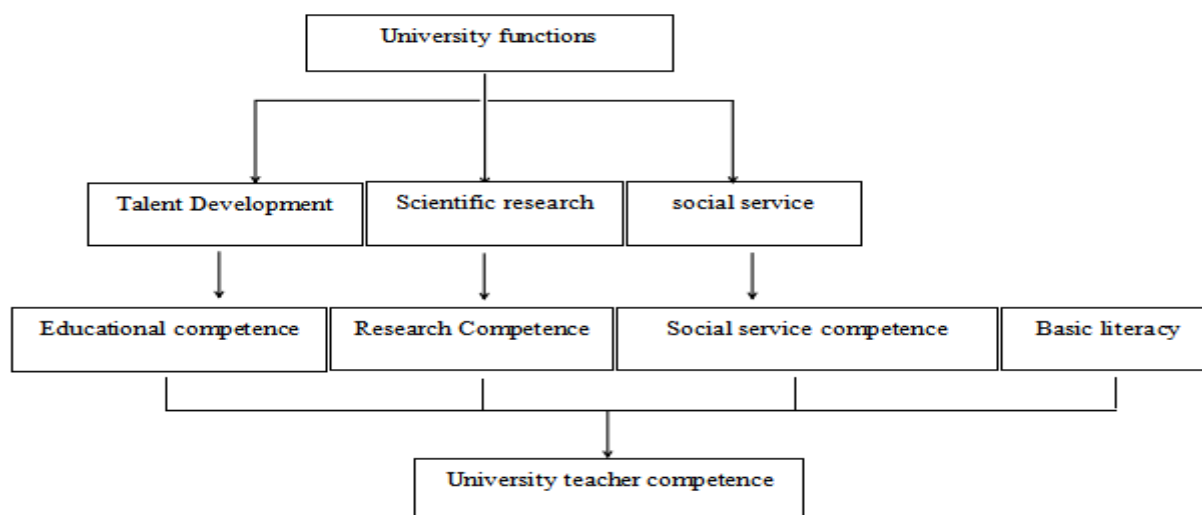 University functions
Talent Development
Scientific research
social service
Educational competence
Research Competence
Social service competence
Basic literacy
University teacher competence